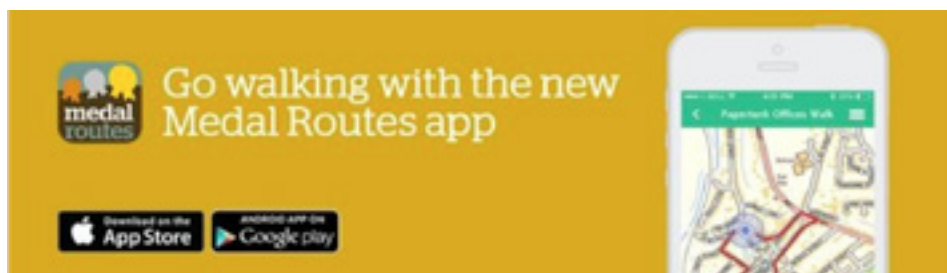 Go walking with the new
Medal Routes app
medal
routes
Download on the
App Store
ANDROID APP ON
Google play
Offices Walk